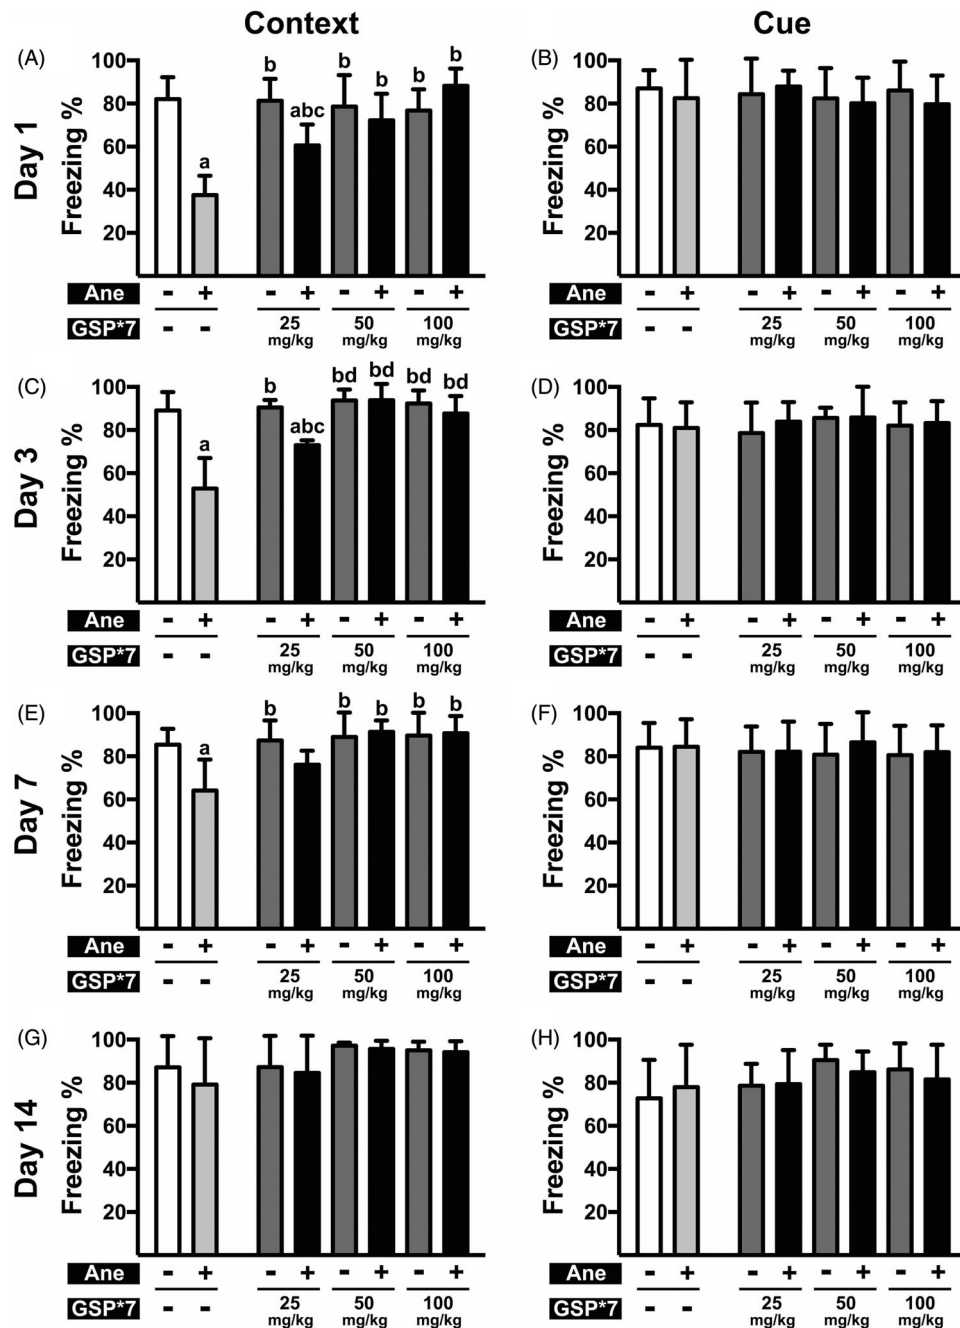 Context Cue
Day 1
(A) (B)
Freezing % Freezing %
100 100
80 80
60 60
40 40
20 20
a b abc b b b b
Ane - + - + - + - + Ane - + - + - + - +
GSP*7 - - 25 50 100 GSP*7 - - 25 50 100
mg/kg mg/kg mg/kg mg/kg mg/kg mg/kg
Day 3
(C) (D)
Freezing % Freezing %
100 100
80 80
60 60
40 40
20 20
a b abc bd bd bd bd
Ane - + - + - + - + Ane - + - + - + - +
GSP*7 - - 25 50 100 GSP*7 - - 25 50 100
mg/kg mg/kg mg/kg mg/kg mg/kg mg/kg
Day 7
(E) (F)
Freezing % Freezing %
100 100
80 80
60 60
40 40
20 20
a b b b b b
Ane - + - + - + - + Ane - + - + - + - +
GSP*7 - - 25 50 100 GSP*7 - - 25 50 100
mg/kg mg/kg mg/kg mg/kg mg/kg mg/kg
Day 14
(G) (H)
Freezing % Freezing %
100 100
80 80
60 60
40 40
20 20
Ane - + - + - + - + Ane - + - + - + - +
GSP*7 - - 25 50 100 GSP*7 - - 25 50 100
mg/kg mg/kg mg/kg mg/kg mg/kg mg/kg